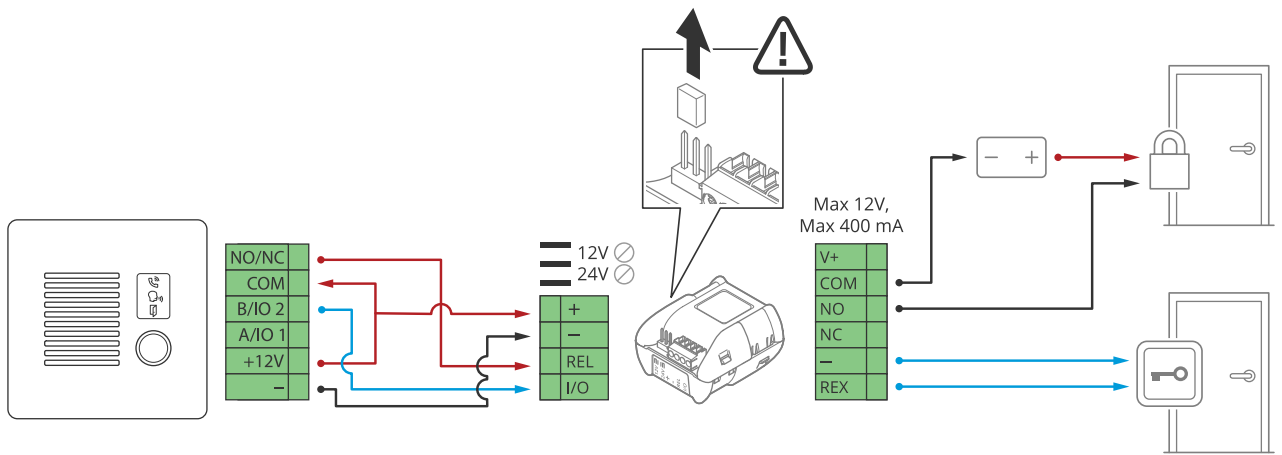 NO/NC
COM
B/IO 2
A/IO 1
+12V
–
12V
24V
+
–
REL
I/O
Max 12V,
Max 400 mA
V+
COM
NO
NC
–
REX
– +